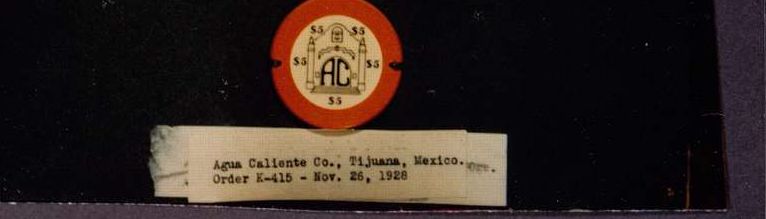 $5 $5
$5 $5
AC
$5
Agua Caliente Co., Tijuana, Mexico.
Order K-415 - Nov. 26, 1928